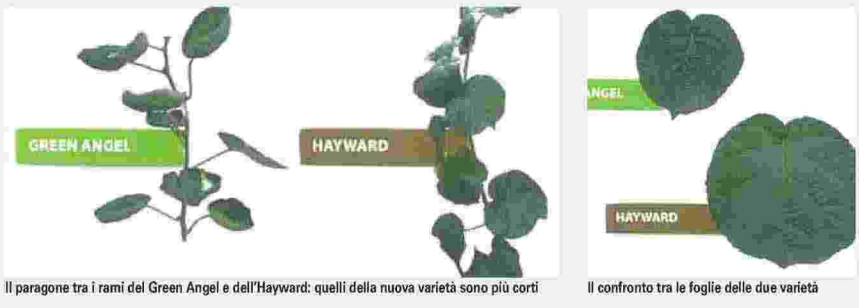 GREEN ANGEL
HAYWARD
ANGEL
HAYWARD
Il paragone tra i rami del Green Angel e dell'Hayward: quelli della nuova varietà sono più corti
Il confronto tra le foglie delle due varietà